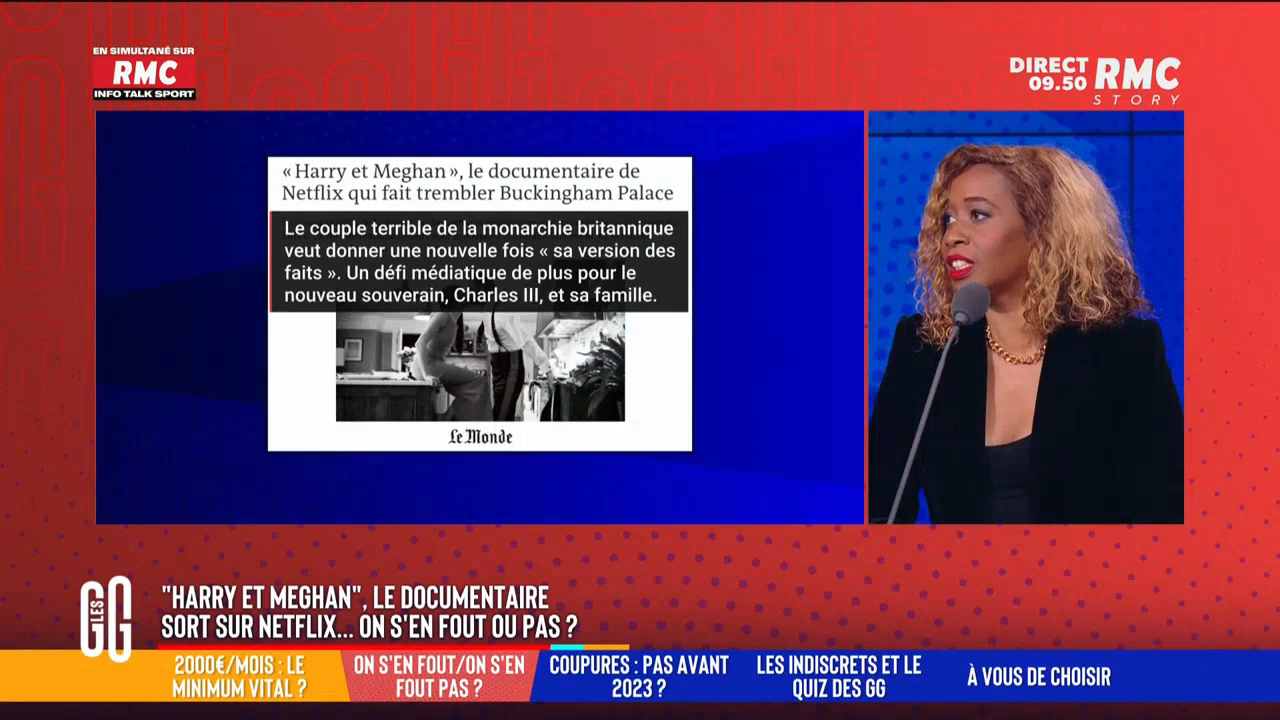 EN SIMULTANÉ SUR
RMC
INFO TALK SPORT
DIRECT
09.50
RMC
STORY
« Harry et Meghan », le documentaire de
Netflix qui fait trembler Buckingham Palace
Le couple terrible de la monarchie britannique
veut donner une nouvelle fois « sa version des
faits ». Un défi médiatique de plus pour le
nouveau souverain, Charles III, et sa famille.
Le Monde
LES GG
"HARRY ET MEGHAN", LE DOCUMENTAIRE
SORT SUR NETFLIX... ON S'EN FOUT OU PAS ?
2000€/MOIS : LE
MINIMUM VITAL ?
ON S'EN FOUT/ON S'EN
FOUT PAS ?
COUPURES : PAS AVANT
2023 ?
LES INDISCRETS ET LE
QUIZ DES GG
À VOUS DE CHOISIR